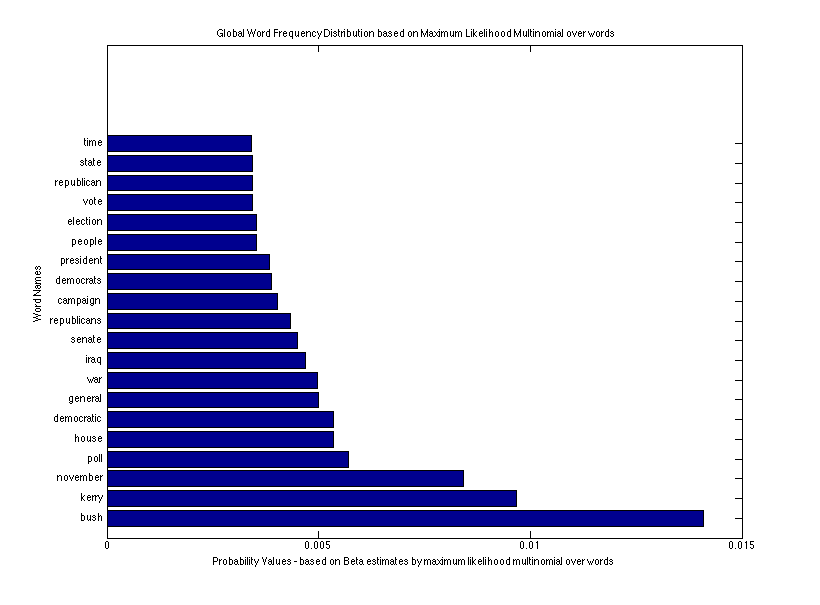 Global Word Frequency Distribution based on Maximum Likelihood Multinomial over words
time
state
republican
vote
election
people
president
democrats
campaign
republicans
senate
iraq
war
general
democratic
house
poll
november
kerry
bush
Word Names
0 0.005 0.01 0.015
Probability Values - based on Beta estimates by maximum likelihood multinomial over words